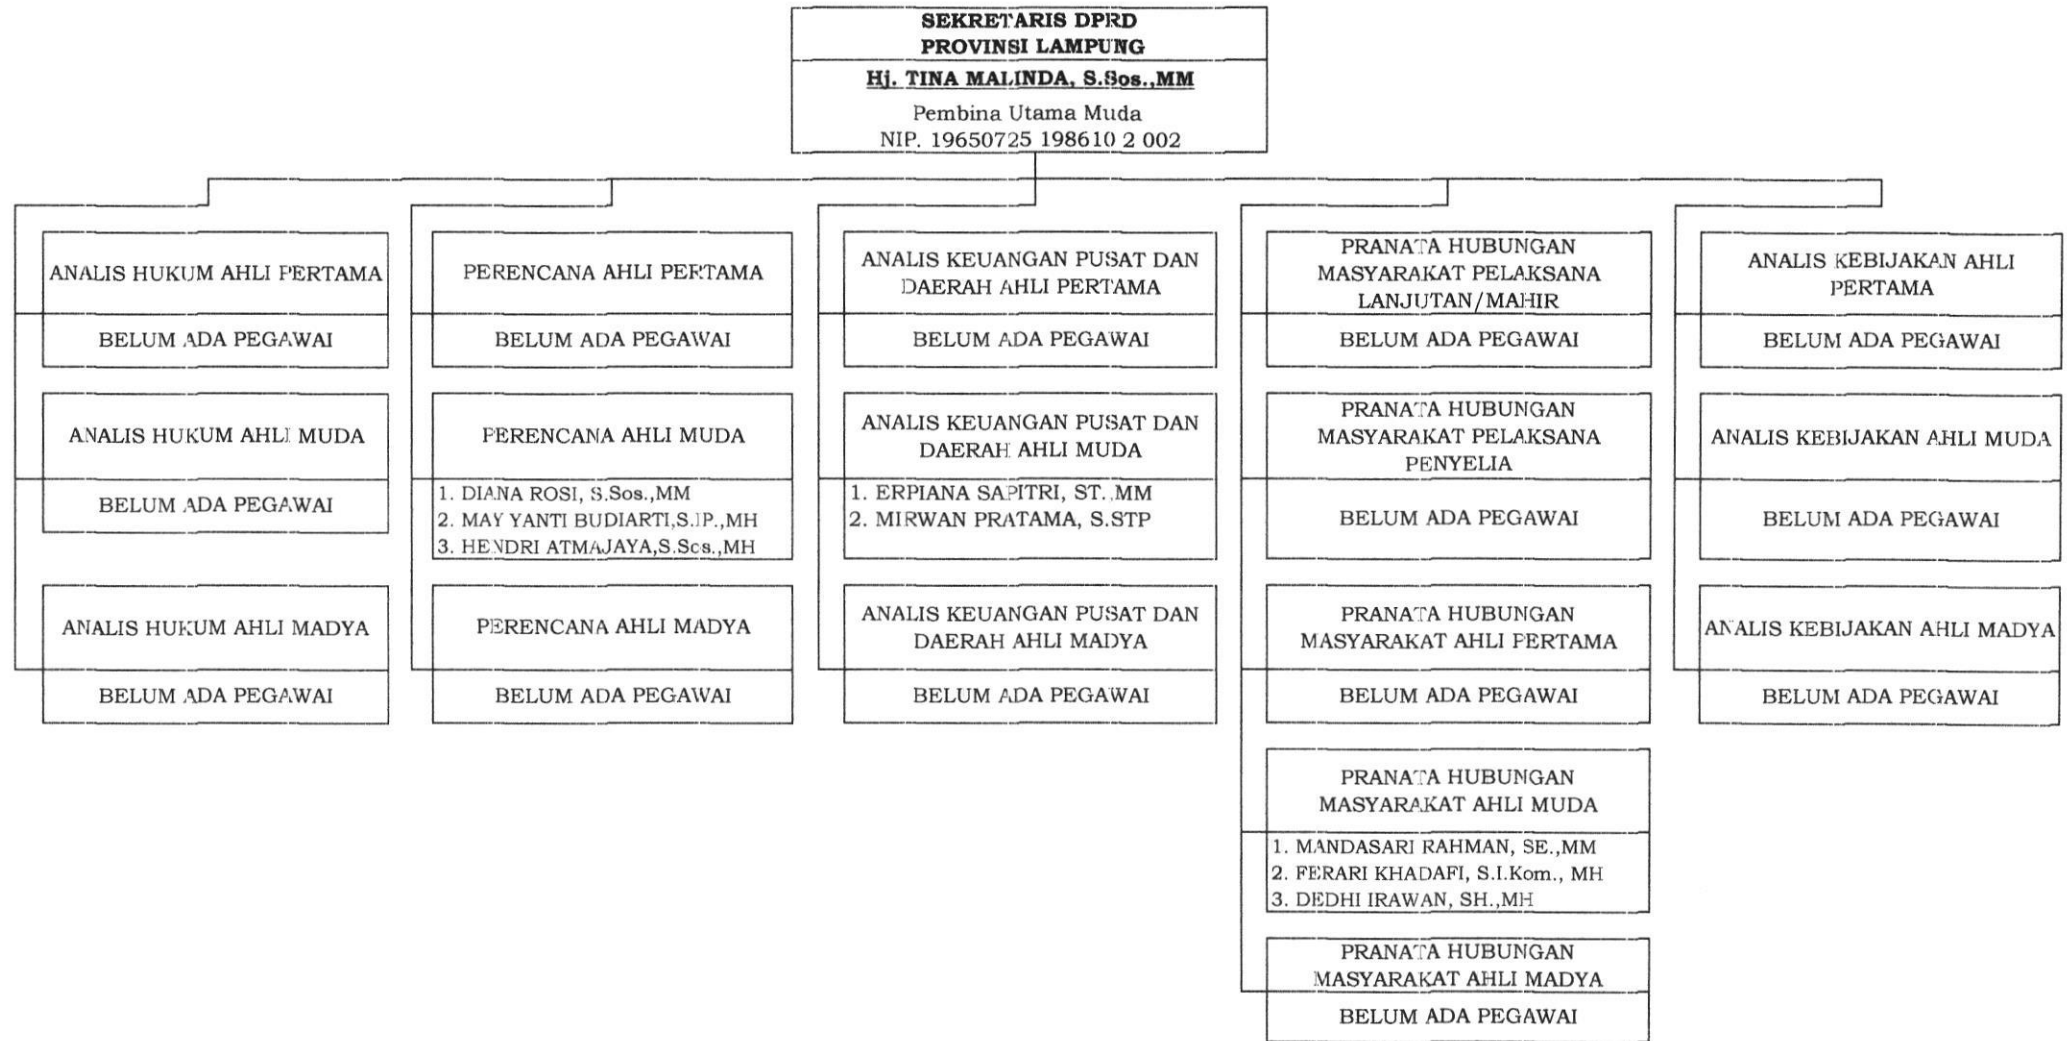 SEKRETARIS DPRD
PROVINSI LAMPUNG
Hj. TINA MALINDA, S.Sos.,MM
Pembina Utama Muda
NIP. 19650725 198610 2 002
ANALIS HUKUM AHLI PERTAMA
BELUM ADA PEGAWAI
ANALIS HUKUM AHLI MUDA
BELUM ADA PEGAWAI
ANALIS HUKUM AHLI MADYA
BELUM ADA PEGAWAI
PERENCANA AHLI PERTAMA
BELUM ADA PEGAWAI
PERENCANA AHLI MUDA
1. DIANA ROSI, S.Sos.,MM
2. MAY YANTI BUDIARTI,S.IP.,MH
3. HENDRI ATMAJAYA,S.Sos.,MH
PERENCANA AHLI MADYA
BELUM ADA PEGAWAI
ANALIS KEUANGAN PUSAT DAN
DAERAH AHLI PERTAMA
BELUM ADA PEGAWAI
ANALIS KEUANGAN PUSAT DAN
DAERAH AHLI MUDA
1. ERPIANA SAPITRI, ST.,MM
2. MIRWAN PRATAMA, S.STP
ANALIS KEUANGAN PUSAT DAN
DAERAH AHLI MADYA
BELUM ADA PEGAWAI
PRANATA HUBUNGAN
MASYARAKAT PELAKSANA
LANJUTAN/MAHIR
BELUM ADA PEGAWAI
PRANATA HUBUNGAN
MASYARAKAT PELAKSANA
PENYELIA
BELUM ADA PEGAWAI
PRANATA HUBUNGAN
MASYARAKAT AHLI PERTAMA
BELUM ADA PEGAWAI
PRANATA HUBUNGAN
MASYARAKAT AHLI MUDA
1. MANDASARI RAHMAN, SE.,MM
2. FERARI KHADAFI, S.I.Kom., MH
3. DEDHI IRAWAN, SH.,MH
PRANATA HUBUNGAN
MASYARAKAT AHLI MADYA
BELUM ADA PEGAWAI
ANALIS KEBIJAKAN AHLI
PERTAMA
BELUM ADA PEGAWAI
ANALIS KEBIJAKAN AHLI MUDA
BELUM ADA PEGAWAI
ANALIS KEBIJAKAN AHLI MADYA
BELUM ADA PEGAWAI